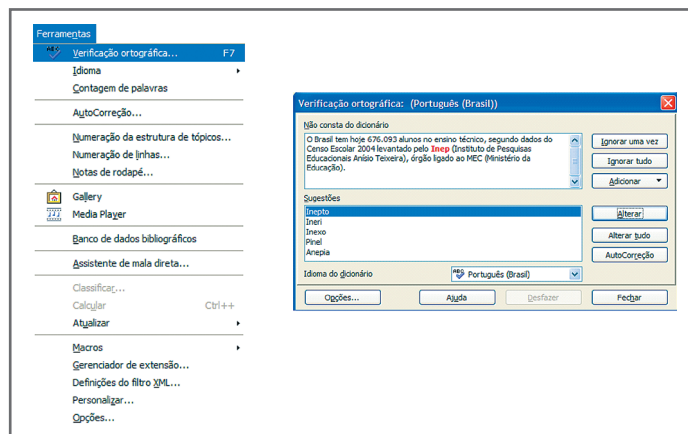 Ferramentas
Verificação ortográfica... F7
Idioma
Contagem de palavras
AutoCorreção...
Numeração da estrutura de tópicos...
Numeração de linhas...
Notas de rodapé...
Gallery
Media Player
Banco de dados bibliográficos
Assistente de mala direta...
Classificar...
Calcular Ctrl++
Atualizar
Macros
Gerenciador de extensão...
Definições do filtro XML...
Personalizar...
Opções...
Verificação ortográfica: (Português (Brasil))
Não consta do dicionário
O Brasil tem hoje 676.093 alunos no ensino técnico, segundo dados do
Censo Escolar 2004 levantado pelo Inep (Instituto de Pesquisas
Educacionais Anísio Teixeira), órgão ligado ao MEC (Ministério da
Educação).
Ignorar uma vez
Ignorar tudo
Adicionar
Sugestões
Inepto
Ineri
Inexo
Pinel
Anepia
Alterar
Alterar tudo
AutoCorreção
Idioma do dicionário
ABC Português (Brasil)
Opções...
Ajuda
Desfazer
Fechar